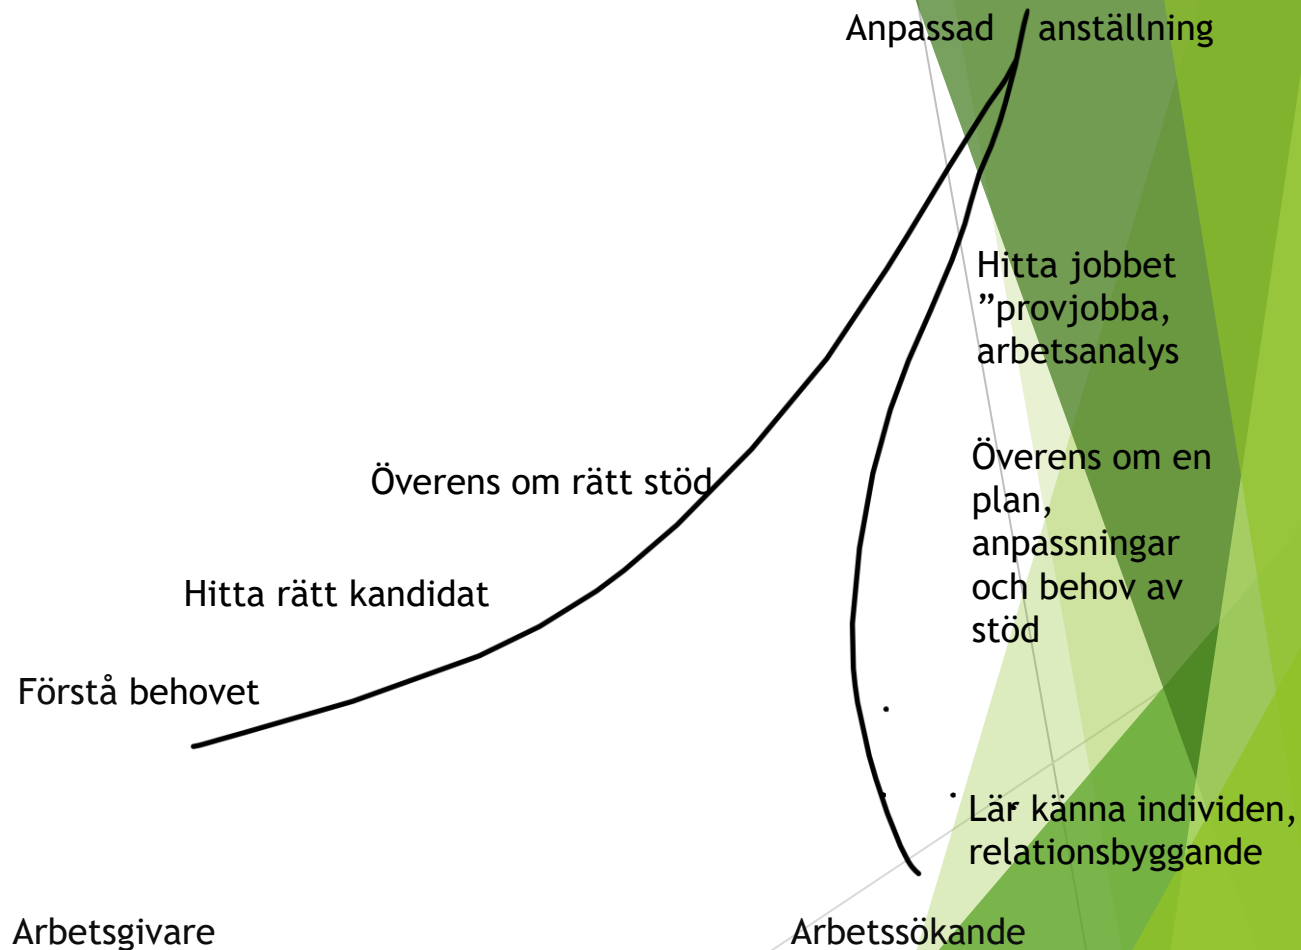 Anpassad anställning
Hitta jobbet
”provjobba,
arbetsanalys
Överens om en
plan,
anpassningar
och behov av
stöd
Överens om rätt stöd
Hitta rätt kandidat
Förstå behovet
Lär känna individen,
relationsbyggande
Arbetsgivare
Arbetssökande